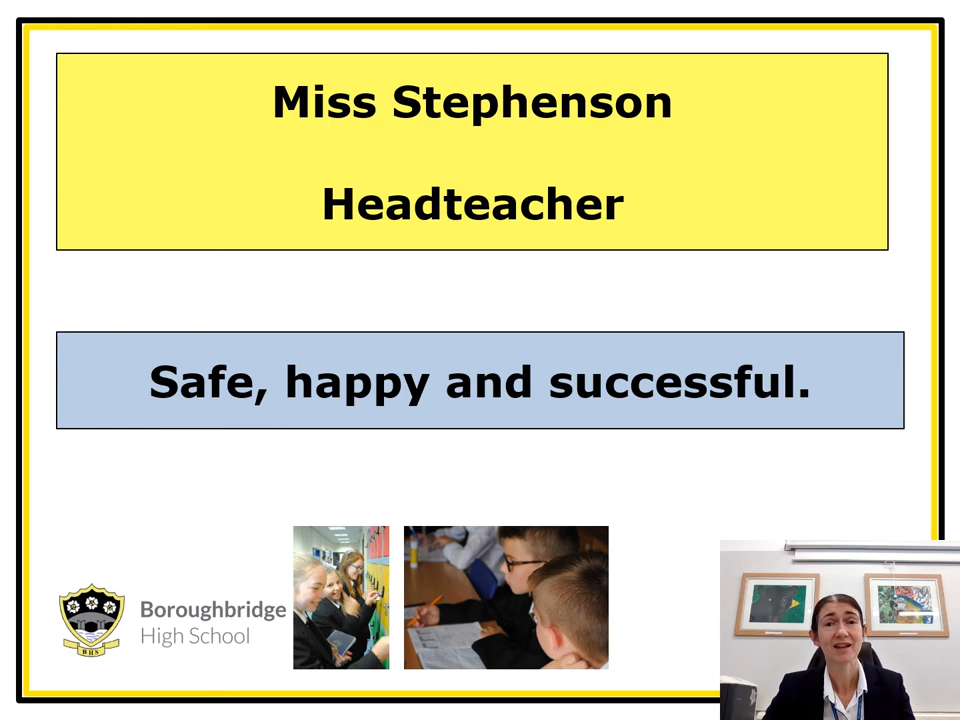 Miss Stephenson
Headteacher
Safe, happy and successful.
Boroughbridge
High School
BHS